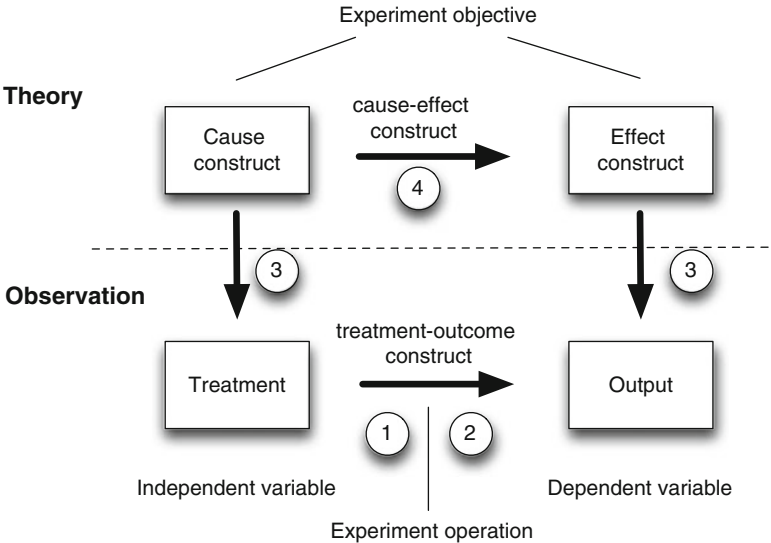 Experiment objective
Theory
Cause
construct
cause-effect
construct
Effect
construct
4
3
3
Observation
treatment-outcome
construct
Treatment
Output
1
2
Independent variable
Dependent variable
Experiment operation